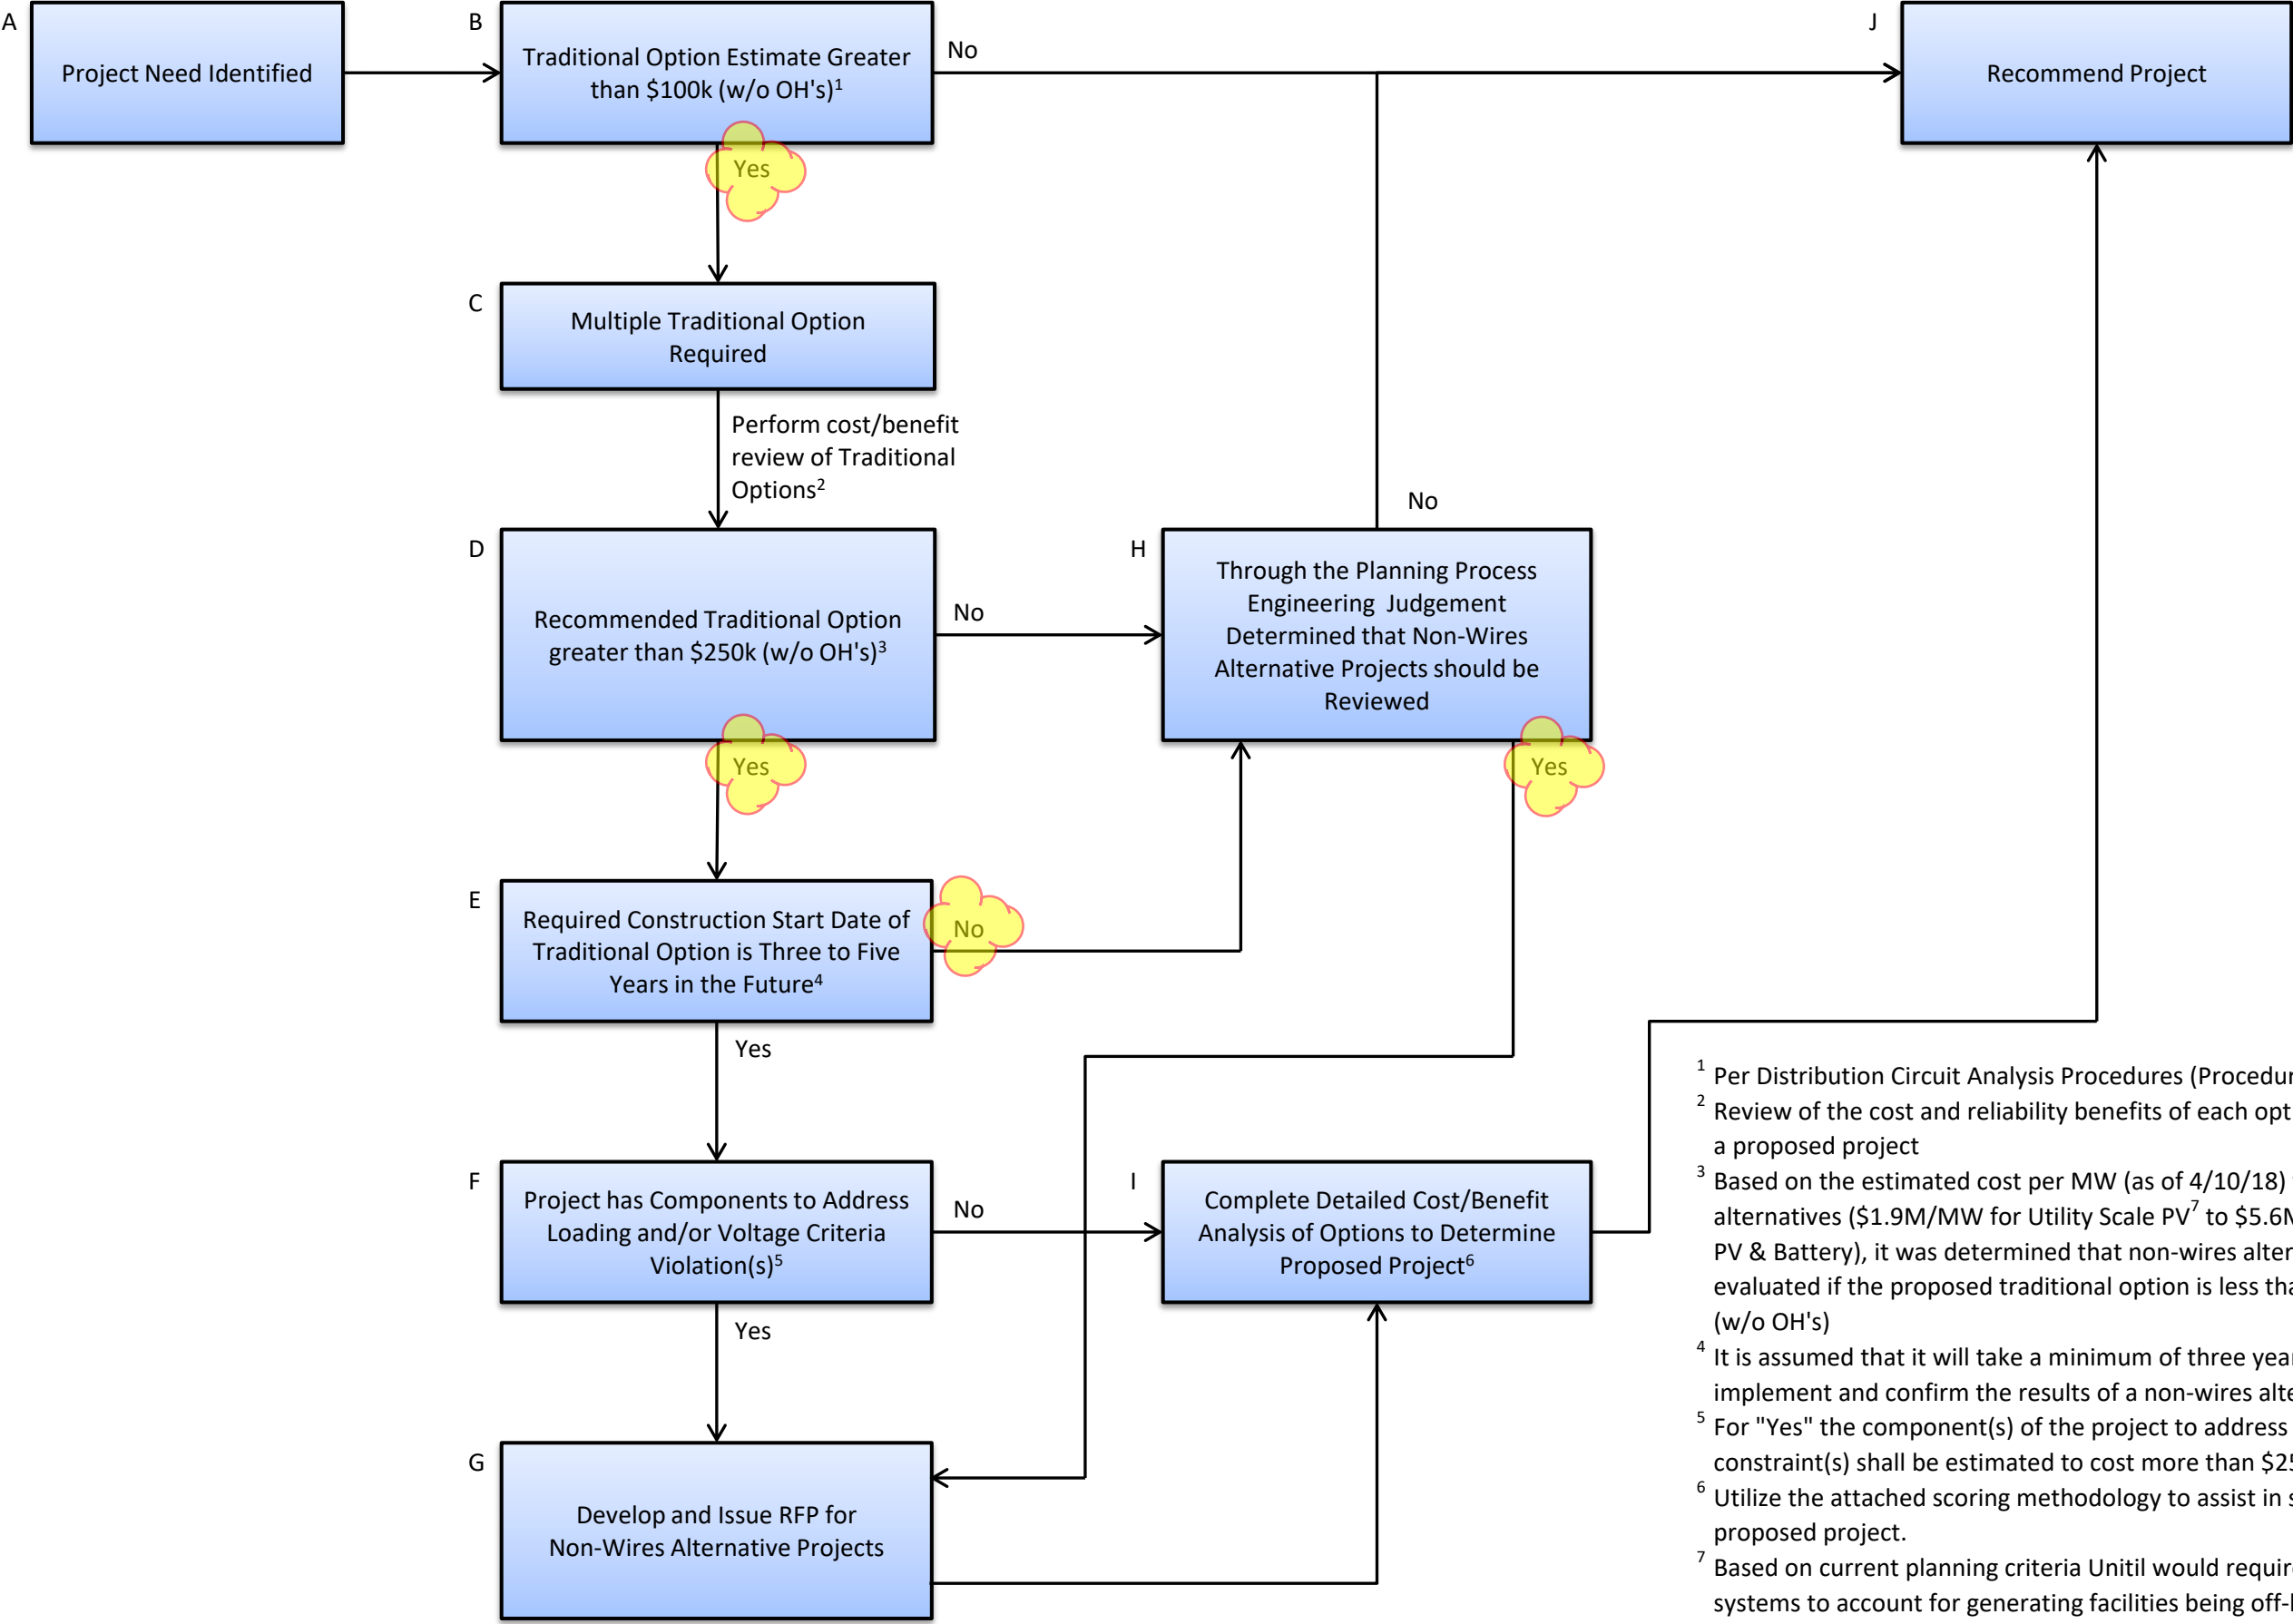 A
Project Need Identified
B
Traditional Option Estimate Greater
than $100k (w/o OH's)¹
No
J
Recommend Project
Yes
C
Multiple Traditional Option
Required
Perform cost/benefit
review of Traditional
Options²
D
Recommended Traditional Option
greater than $250k (w/o OH's)³
No
H
Through the Planning Process
Engineering Judgement
Determined that Non-Wires
Alternative Projects should be
Reviewed
No
Yes
Yes
E
Required Construction Start Date of
Traditional Option is Three to Five
Years in the Future⁴
No
Yes
F
Project has Components to Address
Loading and/or Voltage Criteria
Violation(s)⁵
No
I
Complete Detailed Cost/Benefit
Analysis of Options to Determine
Proposed Project⁶
Yes
G
Develop and Issue RFP for
Non-Wires Alternative Projects
¹ Per Distribution Circuit Analysis Procedures (Procedur
² Review of the cost and reliability benefits of each opt
a proposed project
³ Based on the estimated cost per MW (as of 4/10/18)
alternatives ($1.9M/MW for Utility Scale PV⁷ to $5.6M
PV & Battery), it was determined that non-wires alter
evaluated if the proposed traditional option is less tha
(w/o OH's)
⁴ It is assumed that it will take a minimum of three year
implement and confirm the results of a non-wires alte
⁵ For "Yes" the component(s) of the project to address
constraint(s) shall be estimated to cost more than $25
⁶ Utilize the attached scoring methodology to assist in s
proposed project.
⁷ Based on current planning criteria Unitil would require
systems to account for generating facilities being off-l